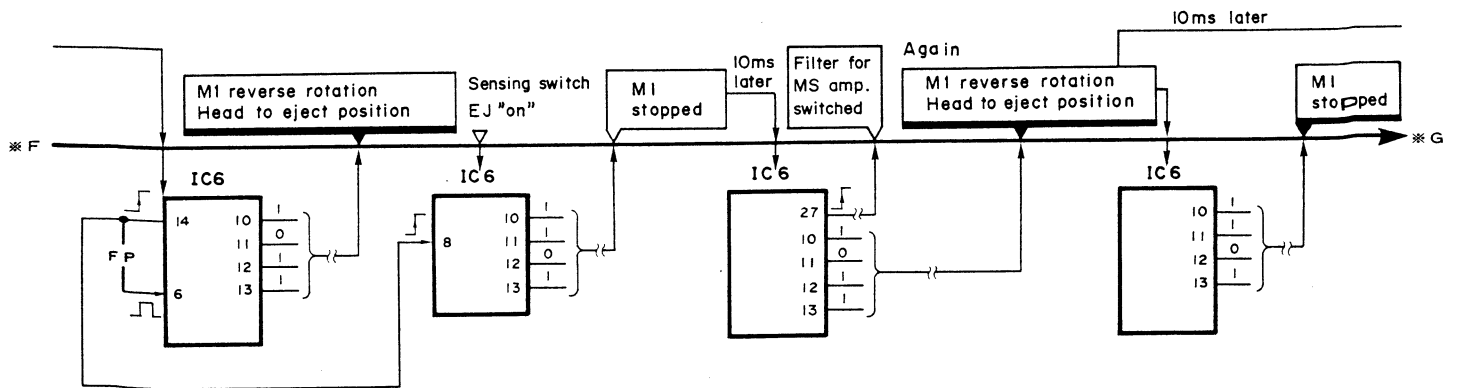 10ms later
M1 reverse rotation
Head to eject position
Sensing switch
EJ "on"
M1
stopped
10ms
later
Filter for
MS amp.
switched
Again
M1 reverse rotation
Head to eject position
M1
stopped
※F
※G
IC6
14
6
FP
10 1
11 0
12 1
13 1
IC6
8
10 1
11 1
12 0
13 1
IC6
27
10 1
11 0
12 1
13 1
IC6
10 1
11 1
12 0
13 1